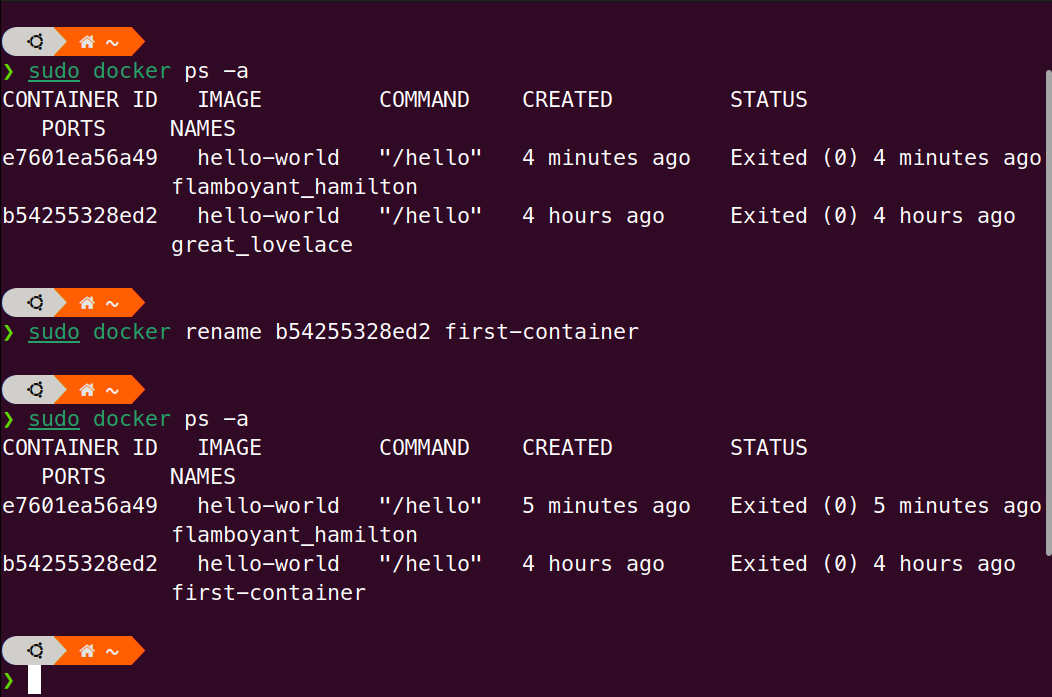 ~
❯ sudo docker ps -a
CONTAINER ID   IMAGE         COMMAND    CREATED         STATUS
   PORTS     NAMES
e7601ea56a49   hello-world   "/hello"   4 minutes ago   Exited (0) 4 minutes ago
             flamboyant_hamilton
b54255328ed2   hello-world   "/hello"   4 hours ago     Exited (0) 4 hours ago
             great_lovelace
~
❯ sudo docker rename b54255328ed2 first-container
~
❯ sudo docker ps -a
CONTAINER ID   IMAGE         COMMAND    CREATED         STATUS
   PORTS     NAMES
e7601ea56a49   hello-world   "/hello"   5 minutes ago   Exited (0) 5 minutes ago
             flamboyant_hamilton
b54255328ed2   hello-world   "/hello"   4 hours ago     Exited (0) 4 hours ago
             first-container
~
❯